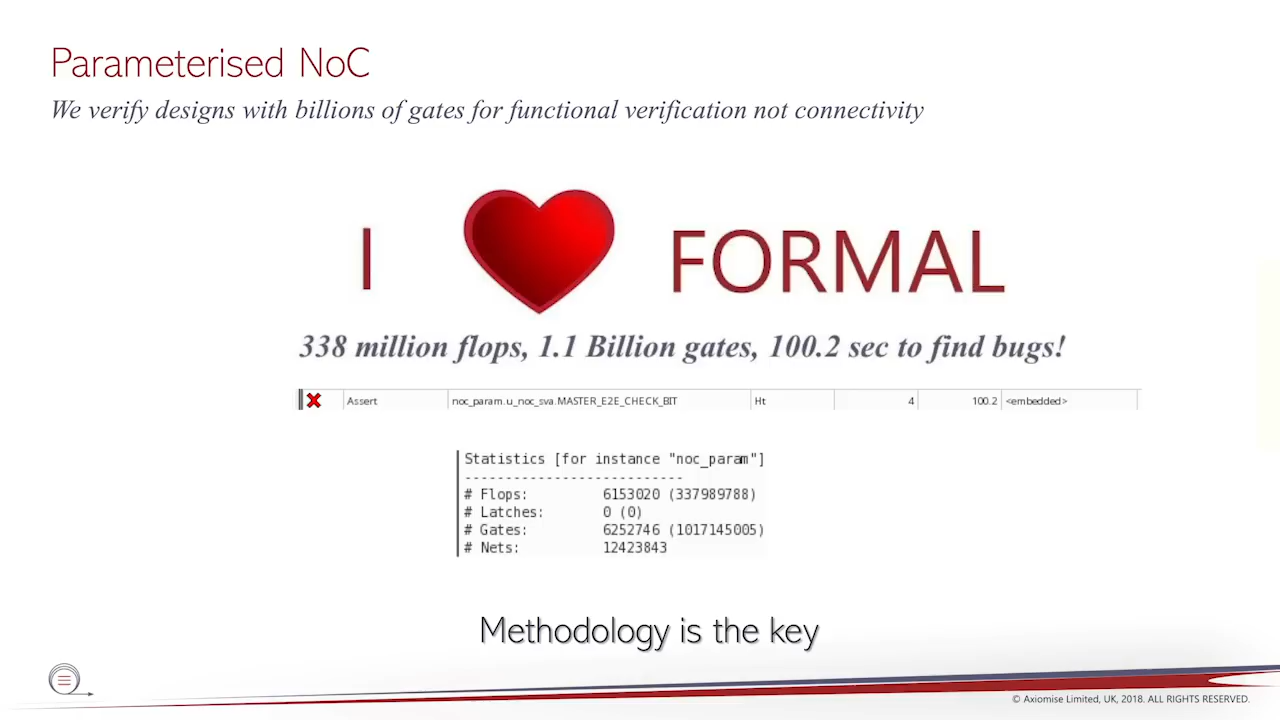 Parameterised NoC
We verify designs with billions of gates for functional verification not connectivity
I FORMAL
338 million flops, 1.1 Billion gates, 100.2 sec to find bugs!
Assert noc_param.u_noc_sva.MASTER_E2E_CHECK_BIT Ht 4 100.2 <embedded>
Statistics [for instance "noc_param"]
---------------------------
# Flops: 6153020 (337989788)
# Latches: 0 (0)
# Gates: 6252746 (1017145005)
# Nets: 12423843
Methodology is the key
© Axiomise Limited, UK, 2018. ALL RIGHTS RESERVED.